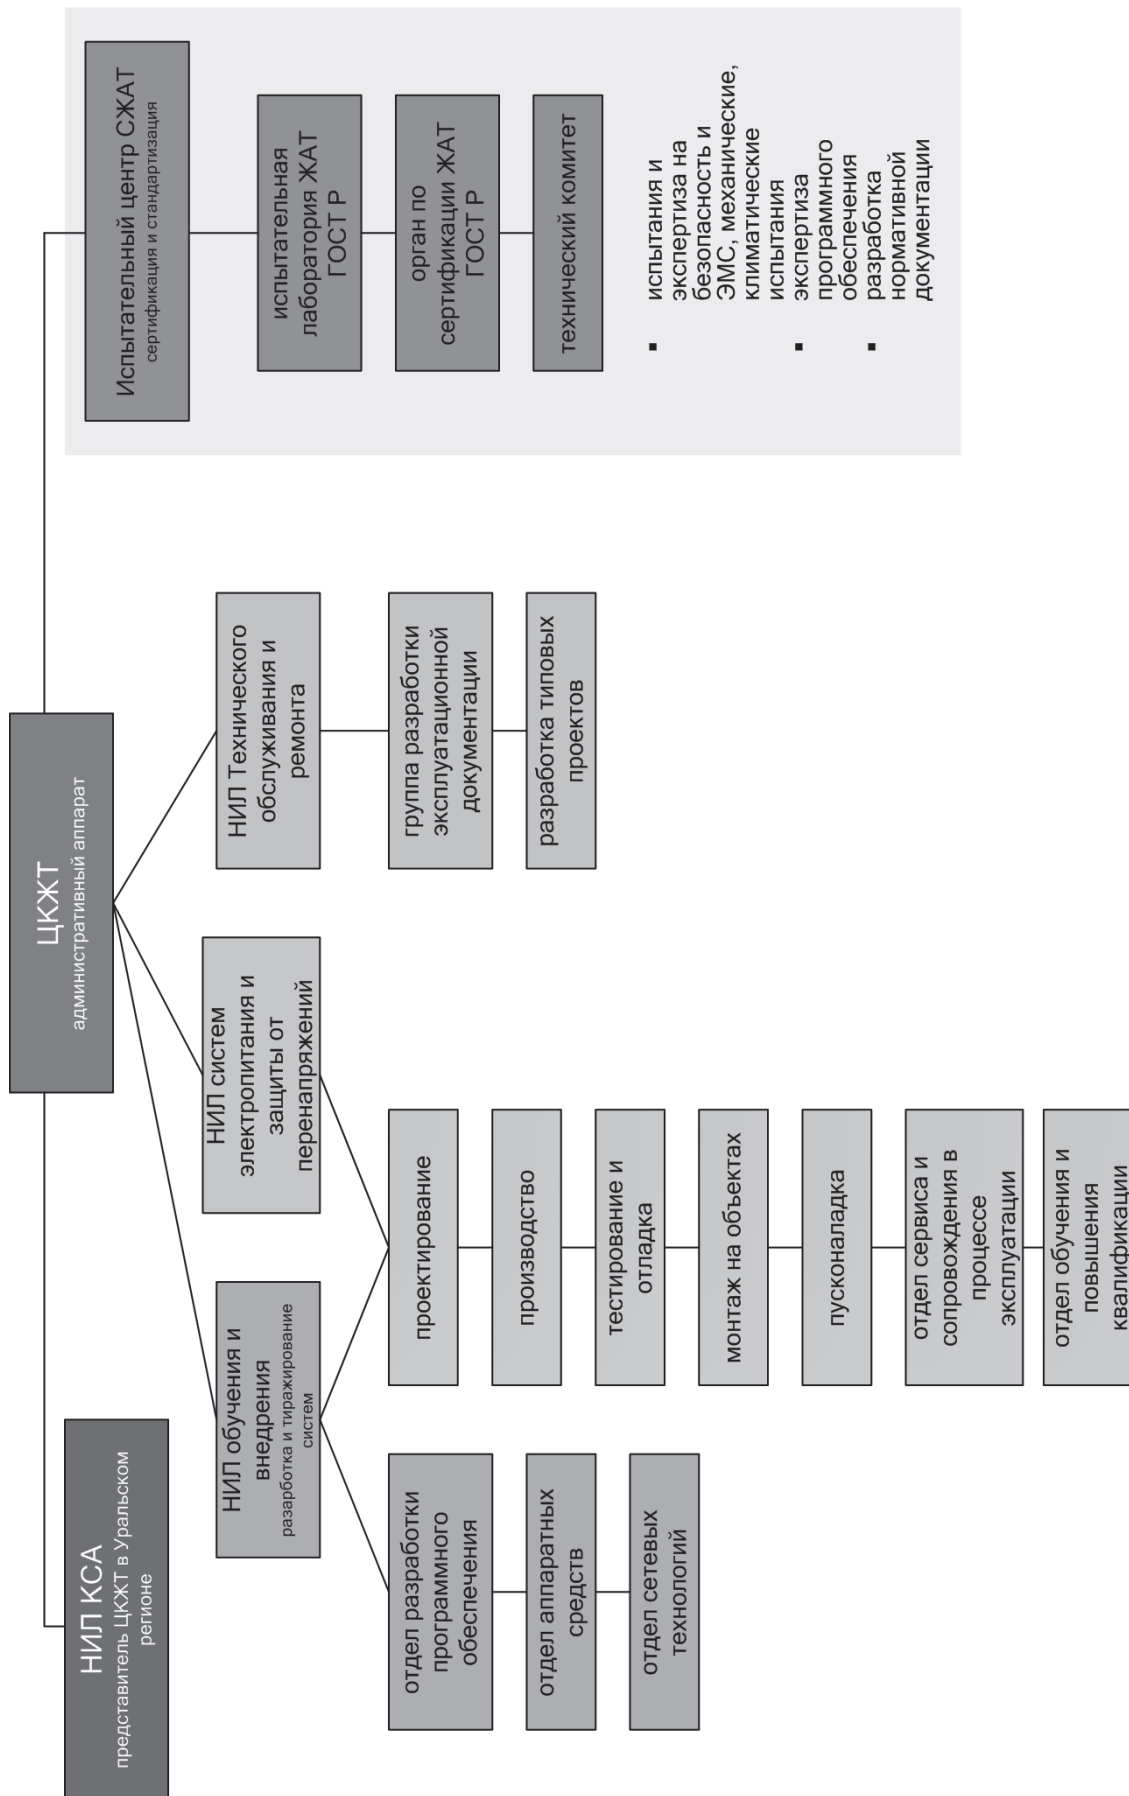 ЦКЖТ
административный аппарат
НИЛ КСА
представитель ЦКЖТ в Уральском
регионе
НИЛ обучения и
внедрения
разарботка и тиражирование
систем
НИЛ систем
электропитания и
защиты от
перенапряжений
НИЛ Технического
обслуживания и
ремонта
Испытательный центр СЖАТ
сертификация и стандартизация
отдел разработки
программного
обеспечения
отдел аппаратных
средств
отдел сетевых
технологий
проектирование
производство
тестирование и
отладка
монтаж на объектах
пусконаладка
отдел сервиса и
сопровождения в
процессе
эксплуатации
отдел обучения и
повышения
квалификации
группа разработки
эксплуатационной
документации
разработка типовых
проектов
испытательная
лаборатория ЖАТ
ГОСТ Р
орган по
сертификации ЖАТ
ГОСТ Р
технический комитет
▪ испытания и
экспертиза на
безопасность и
ЭМС, механические,
климатические
испытания
▪ экспертиза
программного
обеспечения
▪ разработка
нормативной
документации